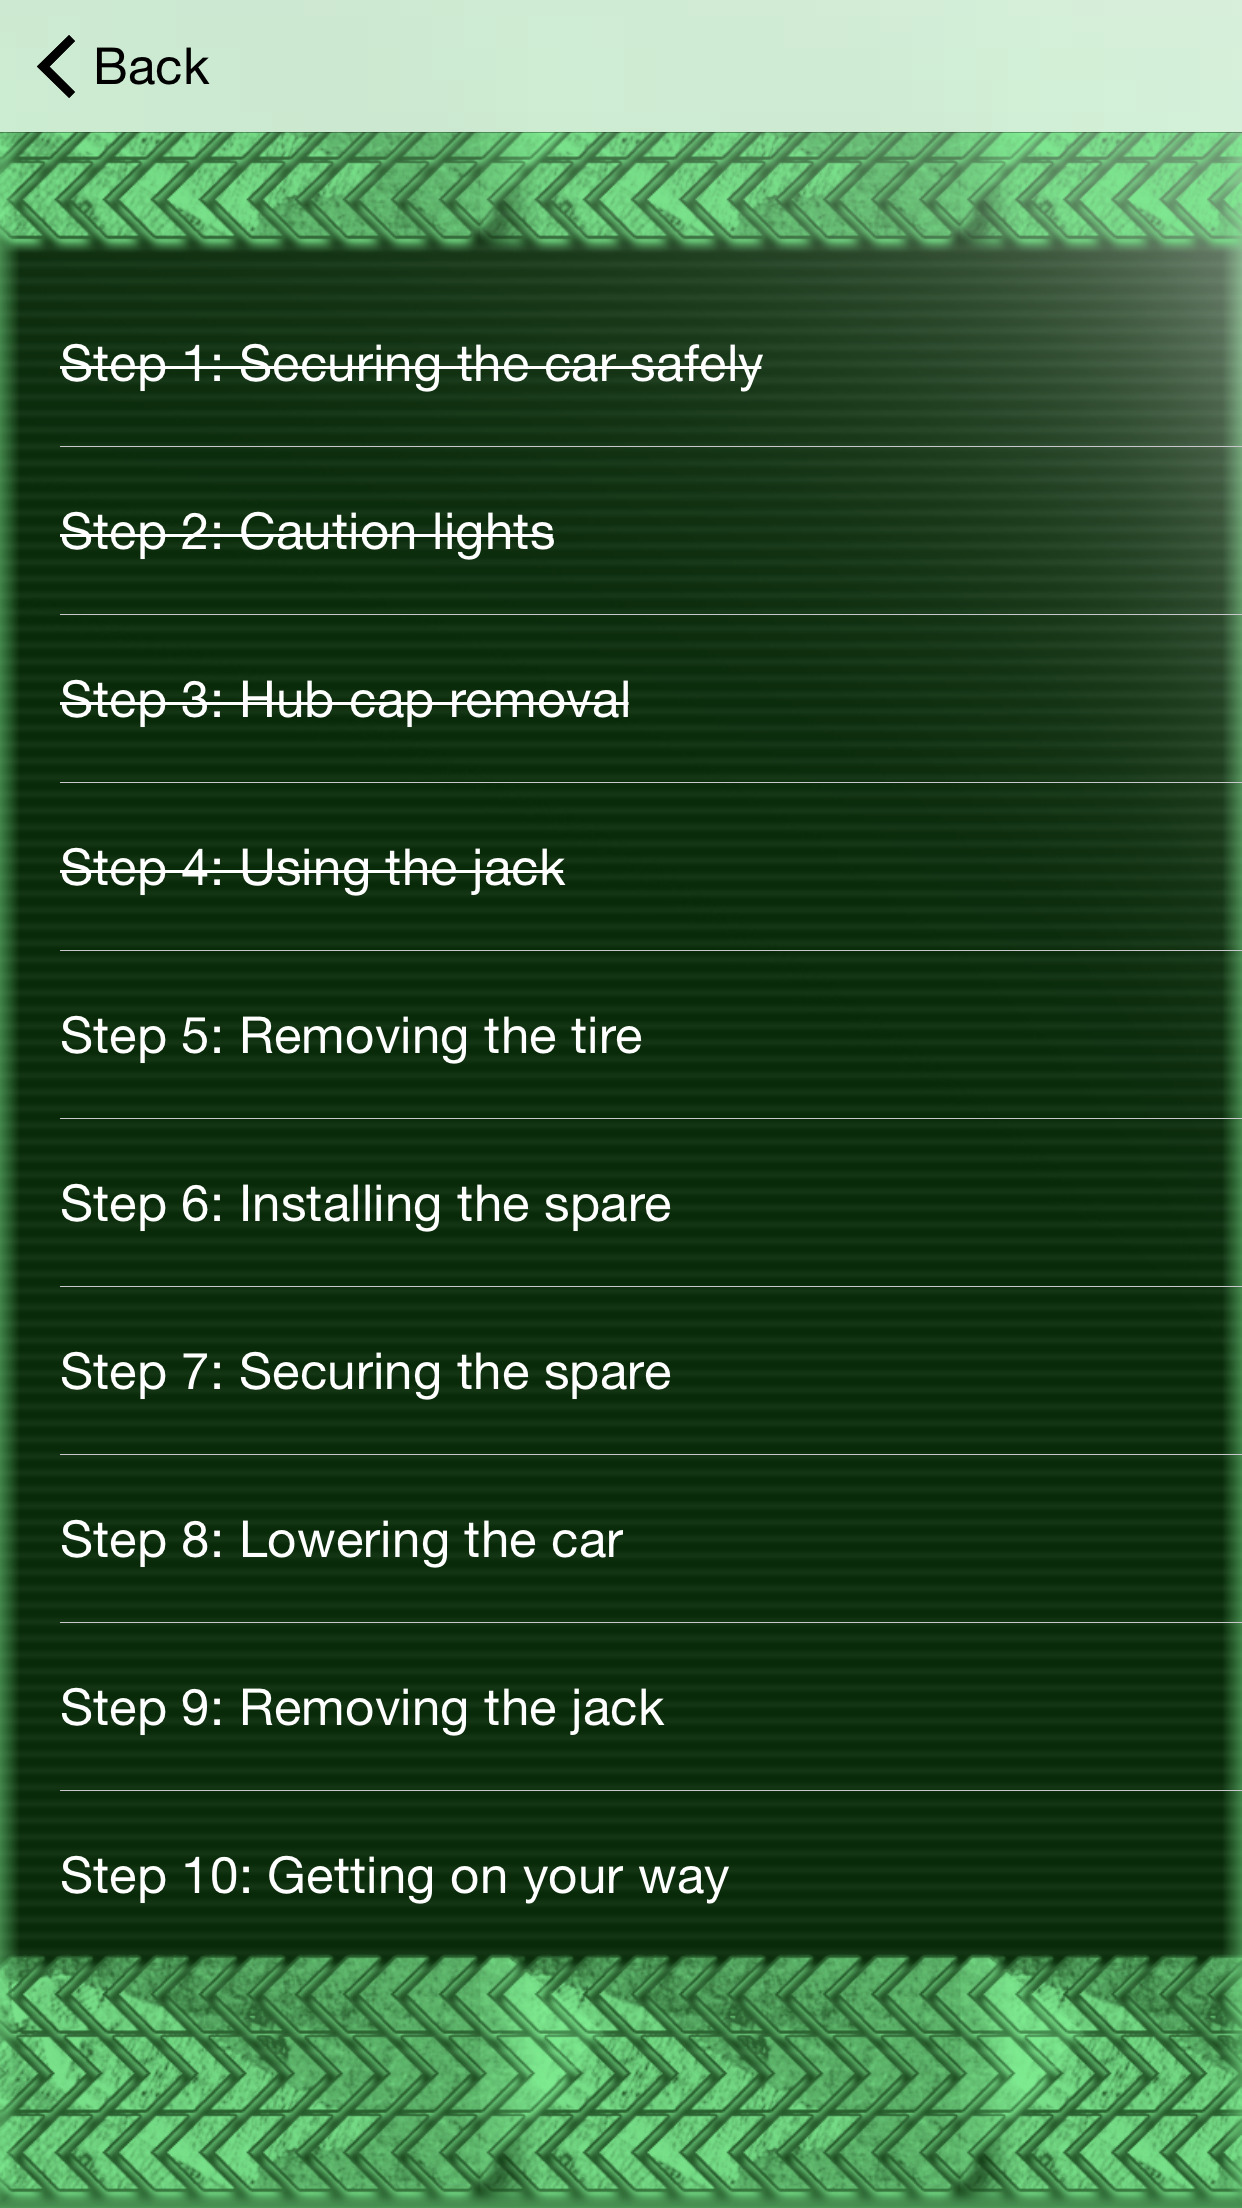 Back
Step 1: Securing the car safely
Step 2: Caution lights
Step 3: Hub cap removal
Step 4: Using the jack
Step 5: Removing the tire
Step 6: Installing the spare
Step 7: Securing the spare
Step 8: Lowering the car
Step 9: Removing the jack
Step 10: Getting on your way